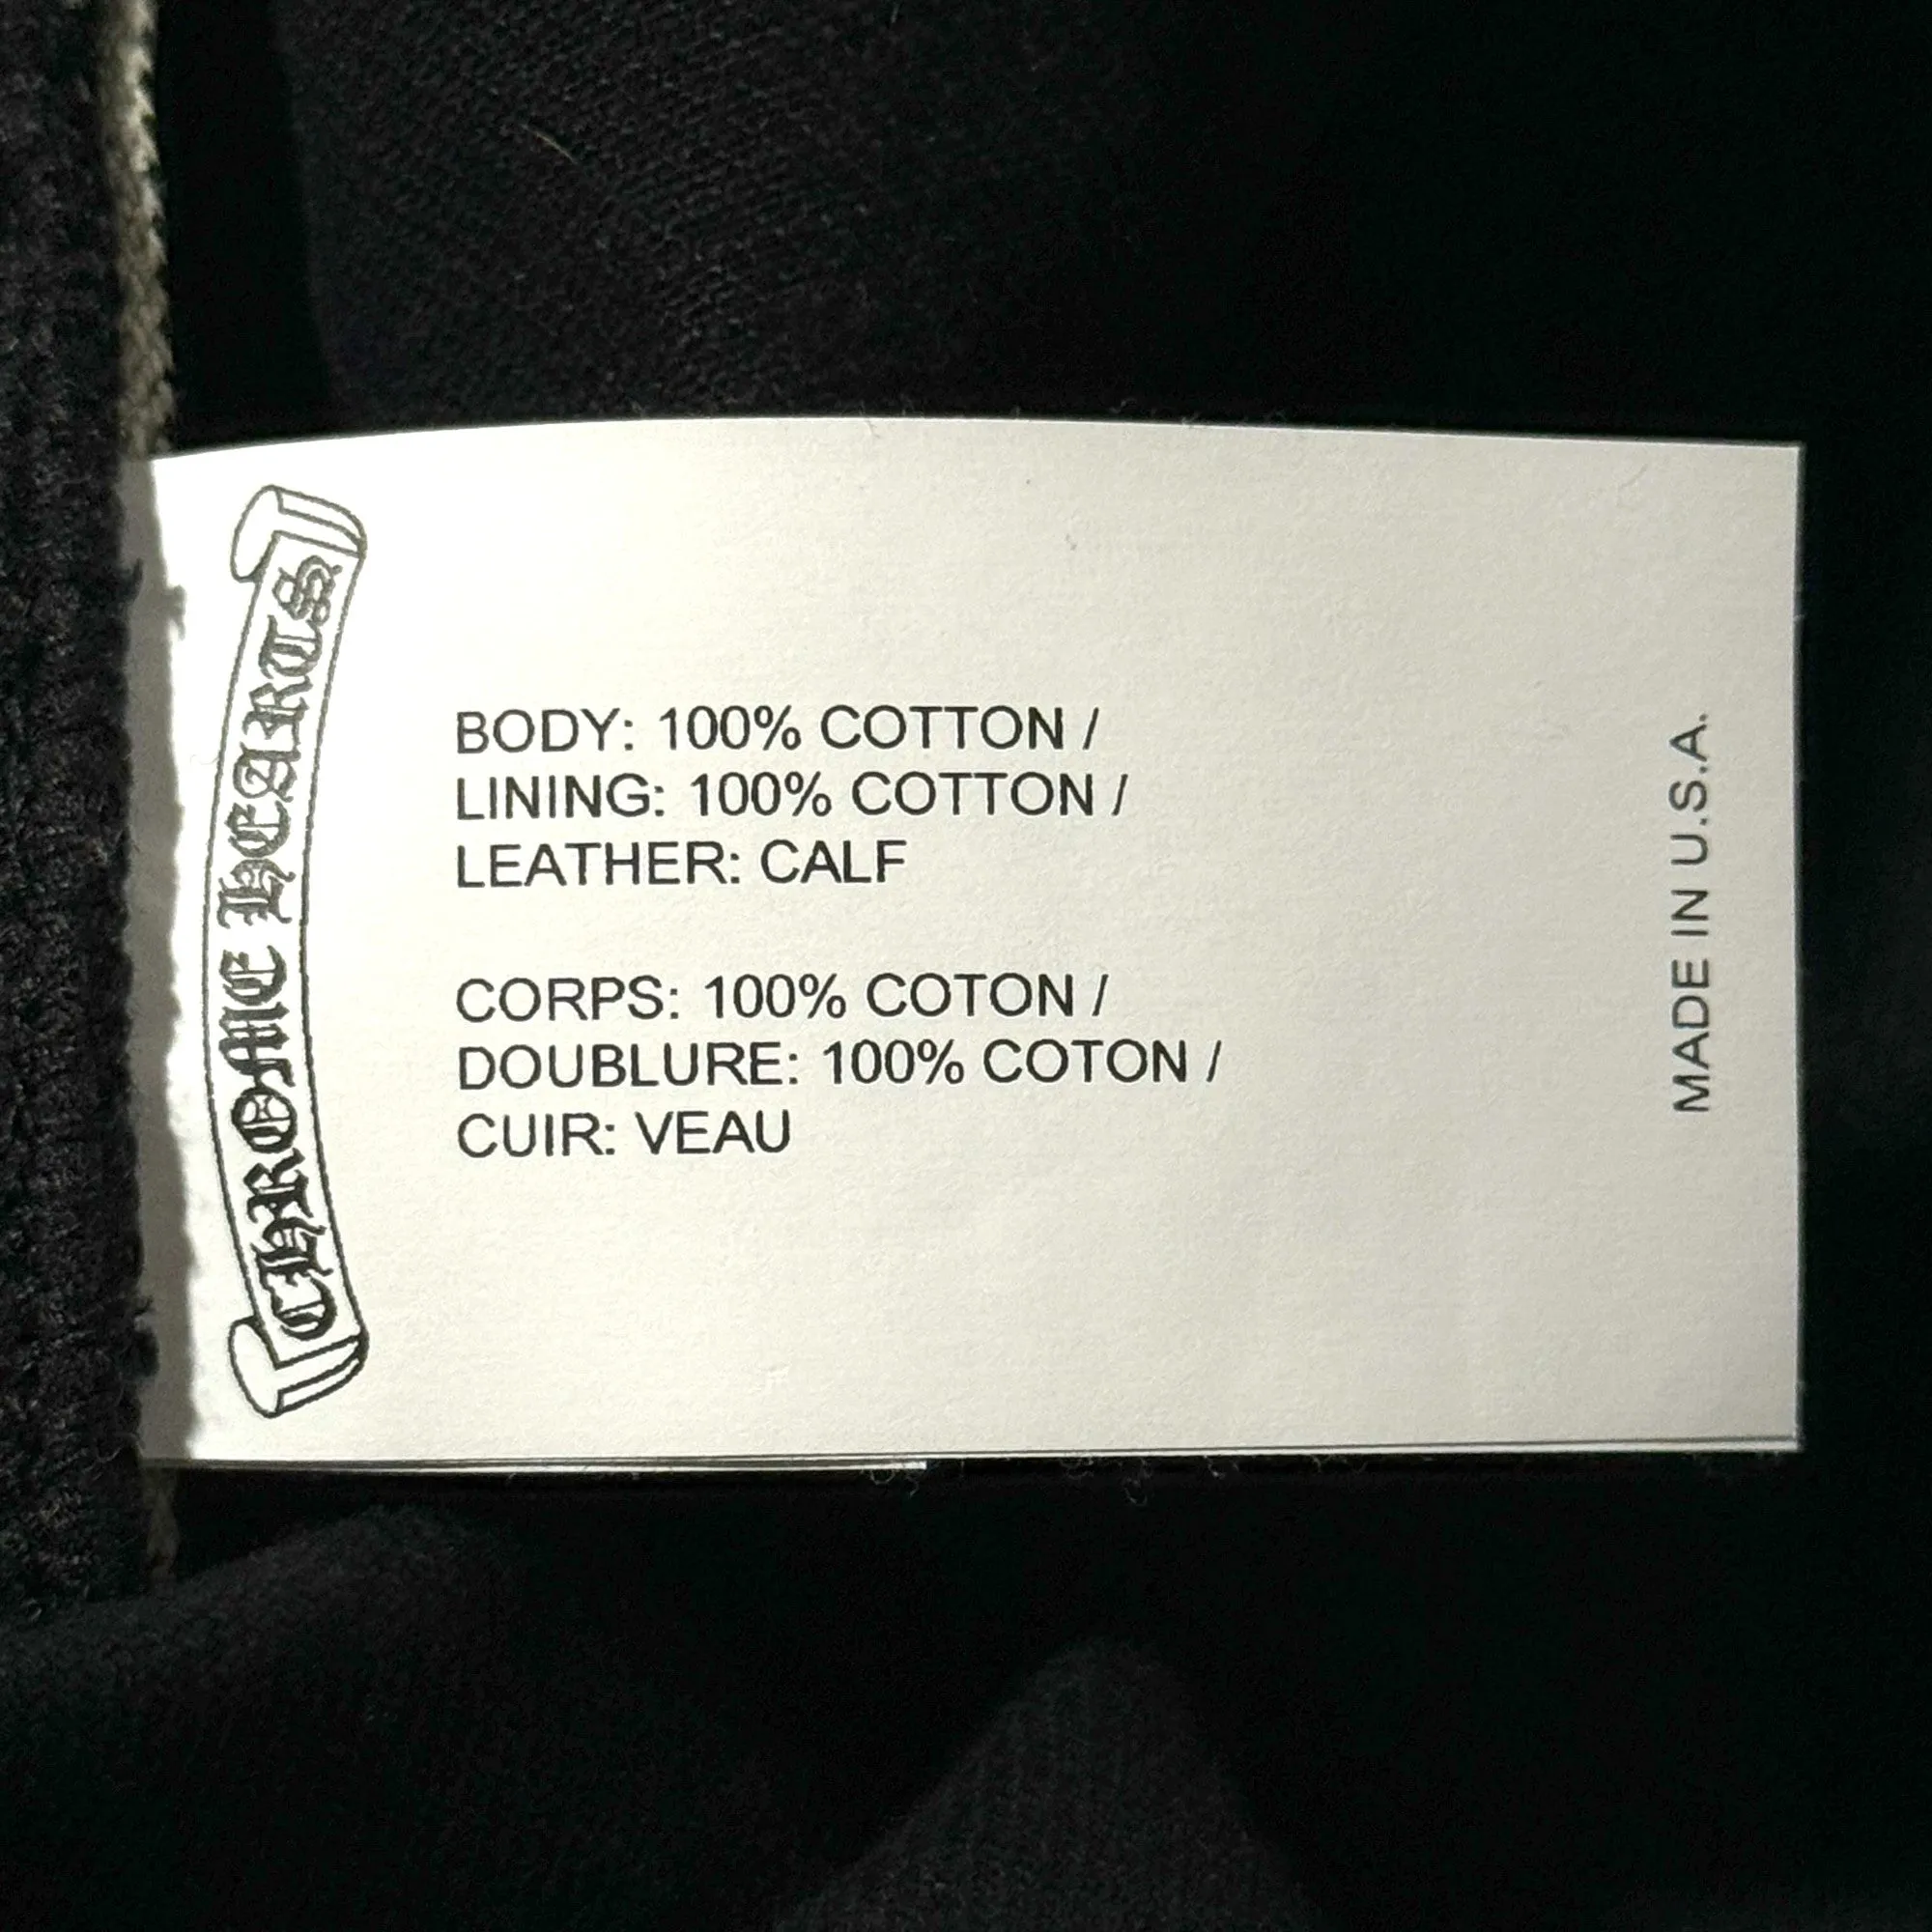 CHROME HEARTS
BODY: 100% COTTON /
LINING: 100% COTTON /
LEATHER: CALF
CORPS: 100% COTON /
DOUBLURE: 100% COTON /
CUIR: VEAU
MADE IN U.S.A.